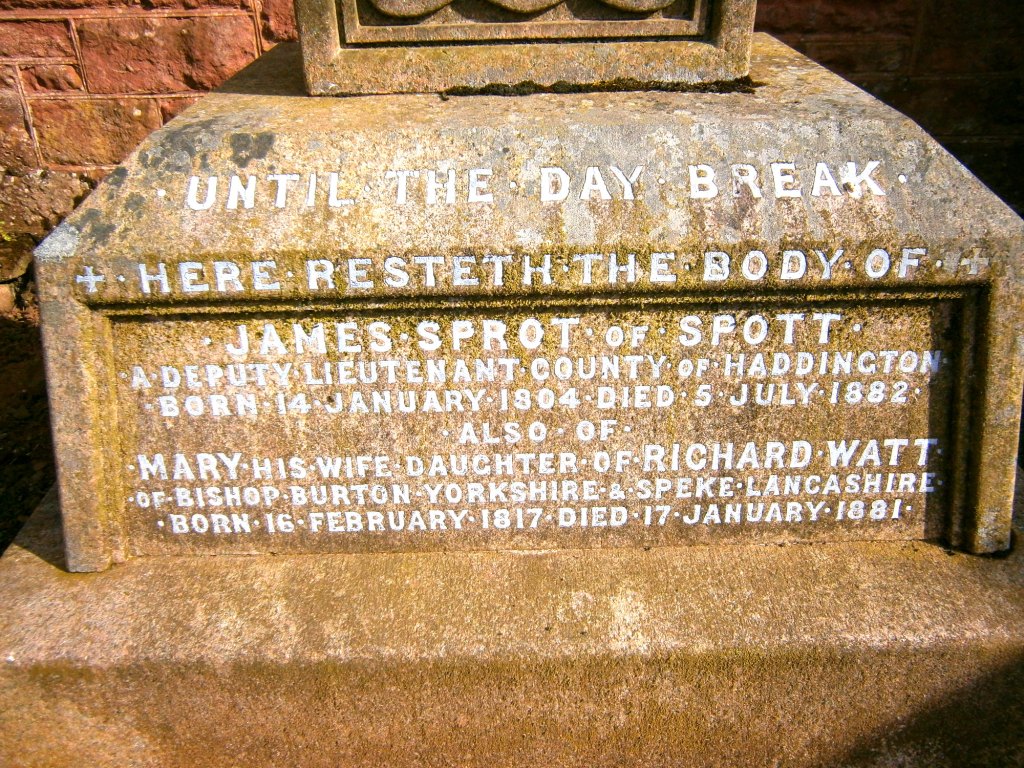 · UNTIL · THE · DAY · BREAK ·
+ · HERE · RESTETH · THE · BODY · OF · +
· JAMES · SPROT · OF · SPOTT ·
· A · DEPUTY · LIEUTENANT · COUNTY · OF · HADDINGTON ·
· BORN · 14 · JANUARY · 1804 · DIED · 5 · JULY · 1882 ·
· ALSO · OF ·
· MARY · HIS · WIFE · DAUGHTER · OF · RICHARD · WATT ·
· OF · BISHOP · BURTON · YORKSHIRE · & · SPEKE · LANCASHIRE ·
· BORN · 16 · FEBRUARY · 1817 · DIED · 17 · JANUARY · 1881 ·